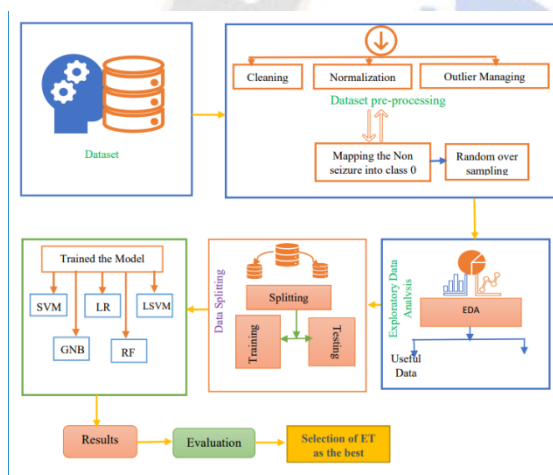 Cleaning
Normalization
Outlier Managing
Dataset pre-processing
Dataset
Mapping the Non
seizure into class 0
Random over
sampling
Trained the Model
SVM
LR
LSVM
GNB
RF
Data Splitting
Splitting
Training
Testing
Exploratory Data
Analysis
EDA
Useful
Data
Results
Evaluation
Selection of ET
as the best